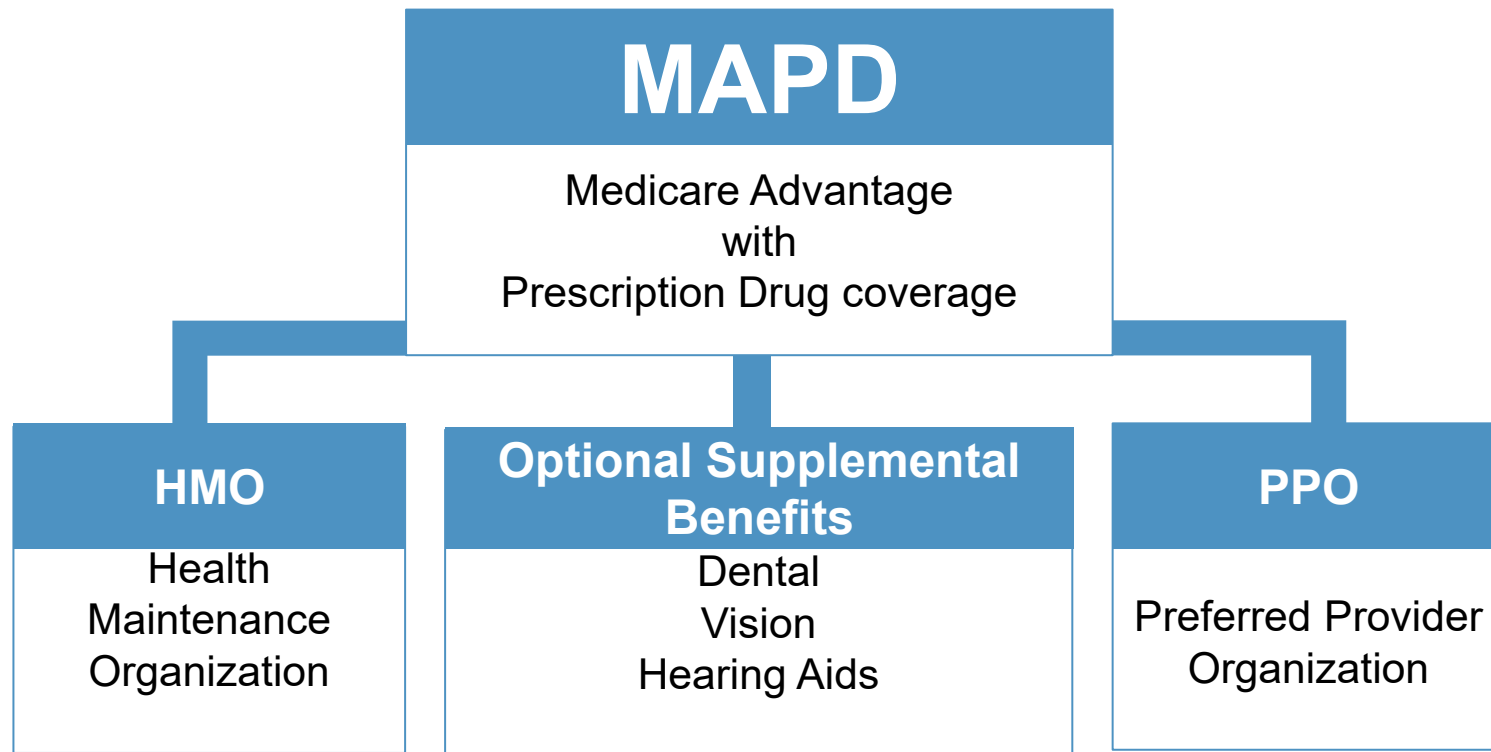 MAPD
Medicare Advantage
with
Prescription Drug coverage
HMO
Health
Maintenance
Organization
Optional Supplemental
Benefits
Dental
Vision
Hearing Aids
PPO
Preferred Provider
Organization